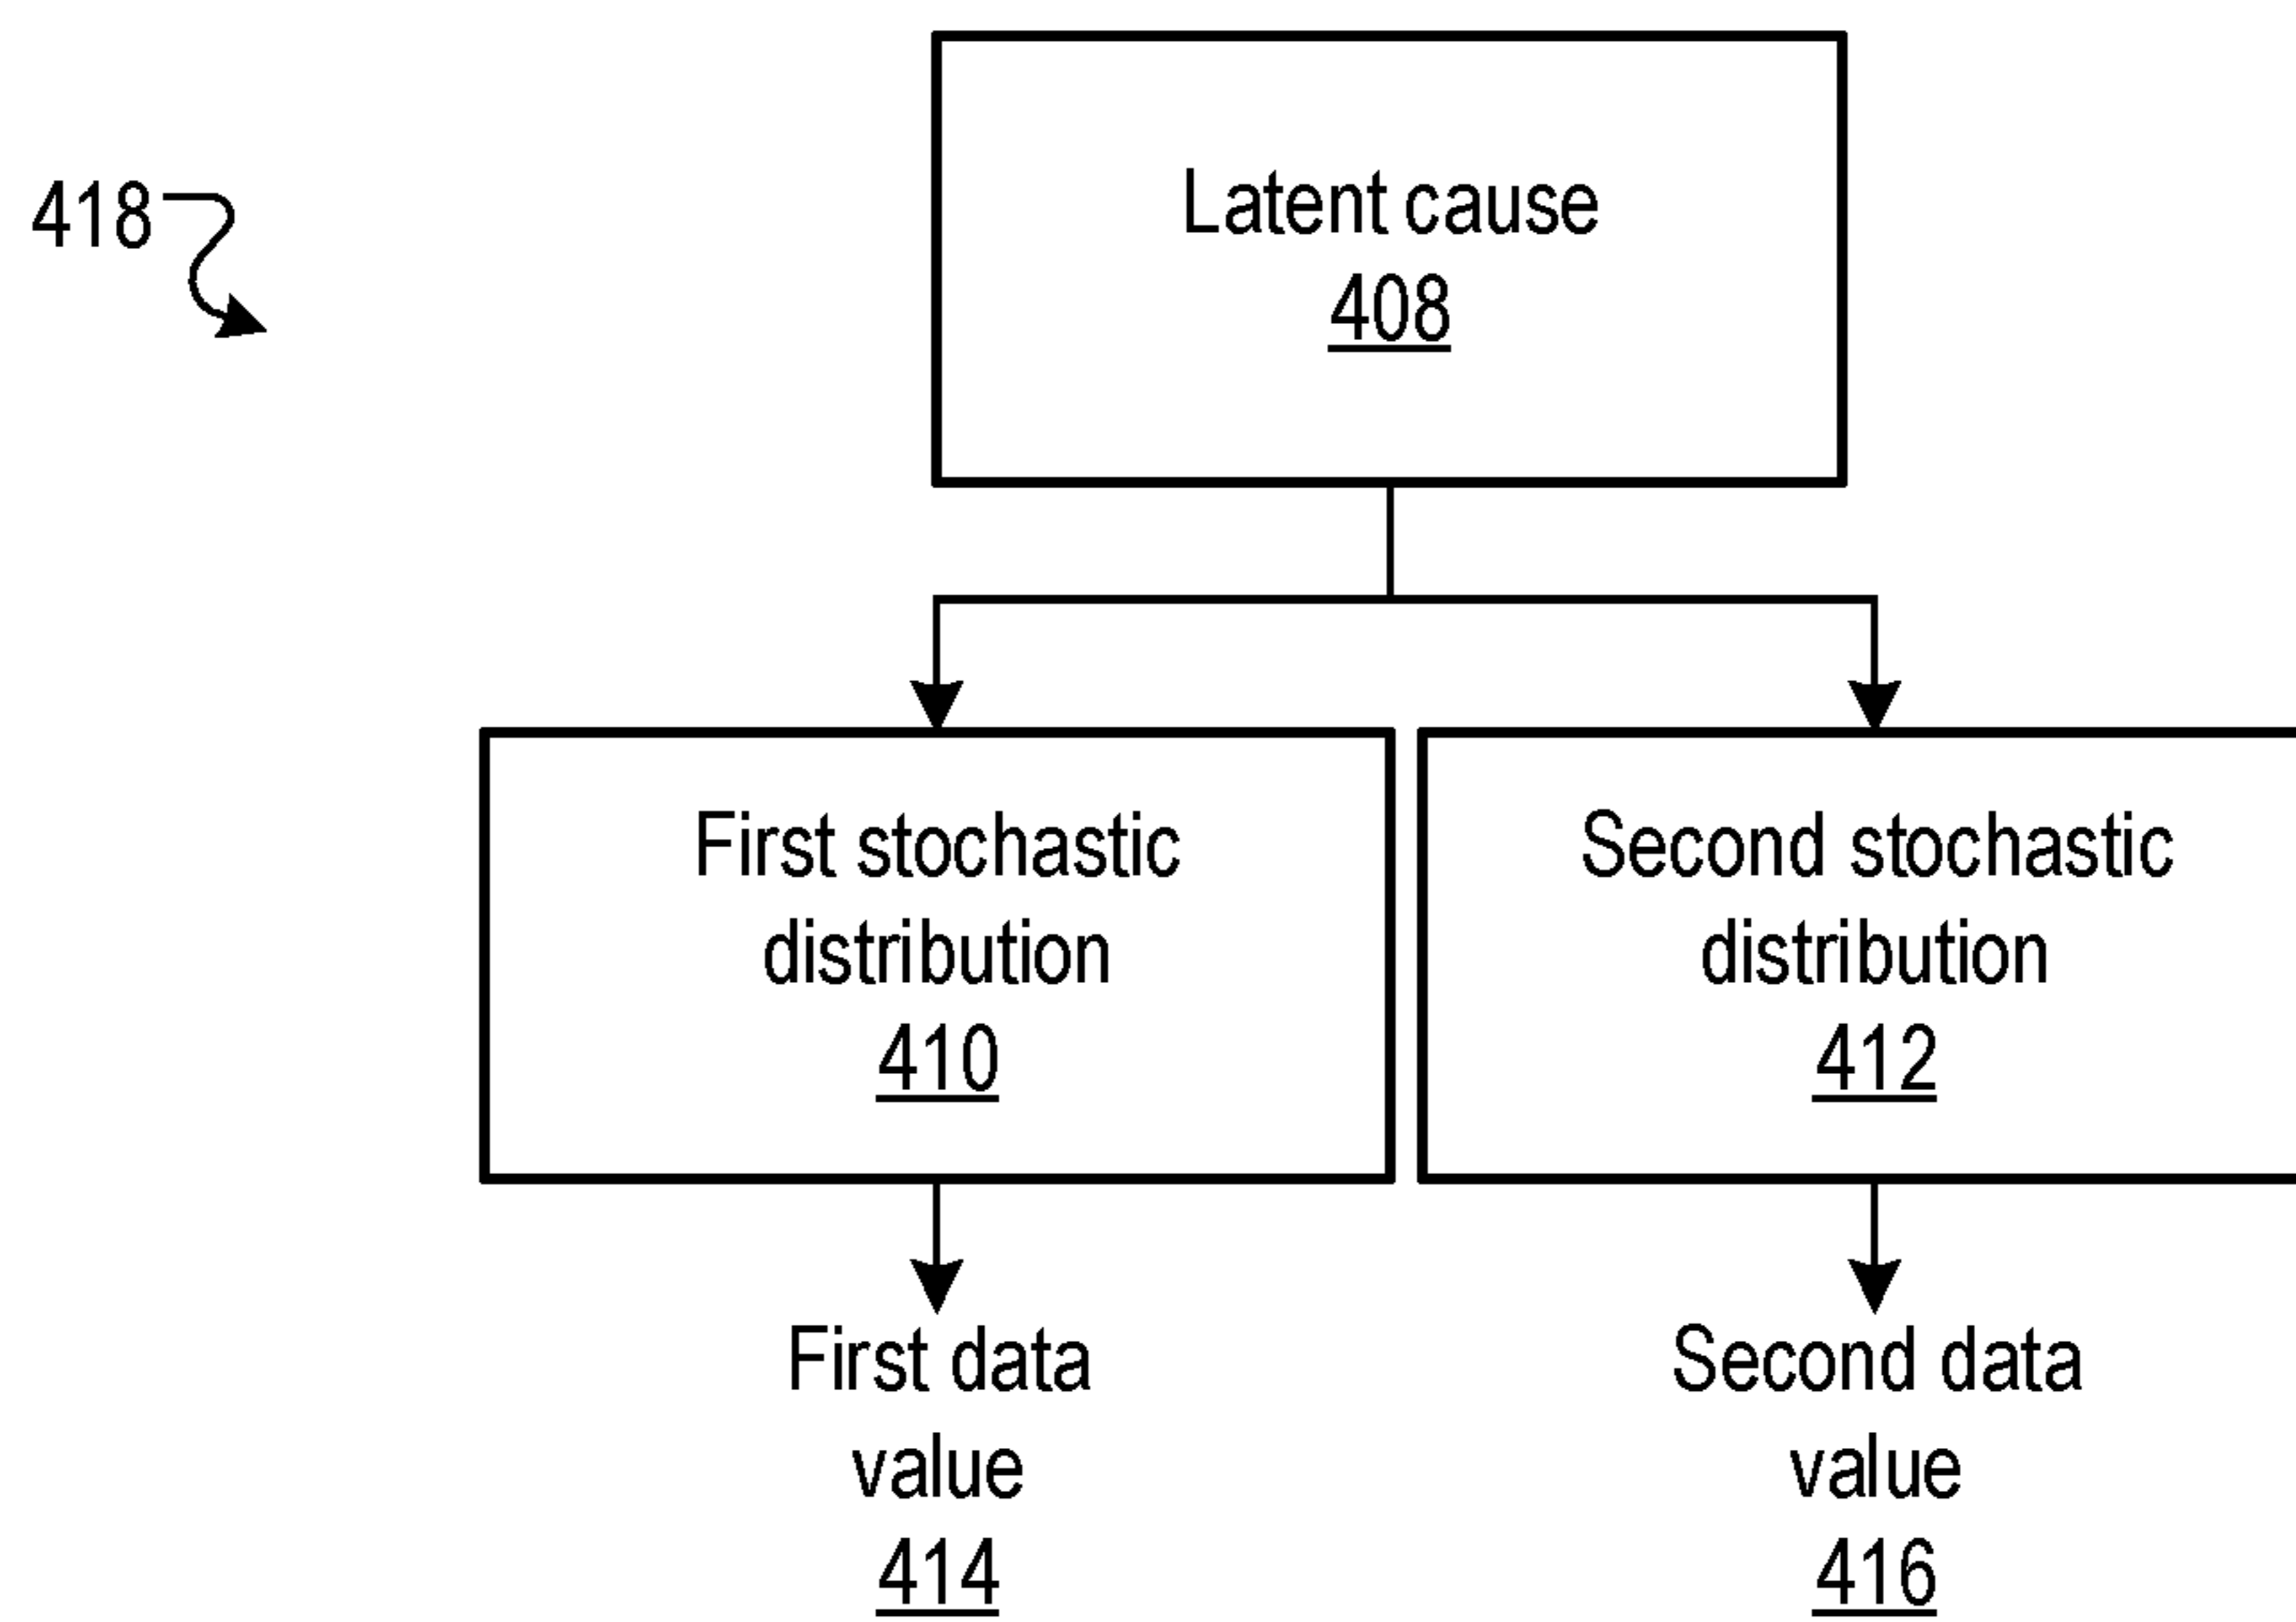 418
Latent cause
408
First stochastic
distribution
410
Second stochastic
distribution
412
First data
value
414
Second data
value
416